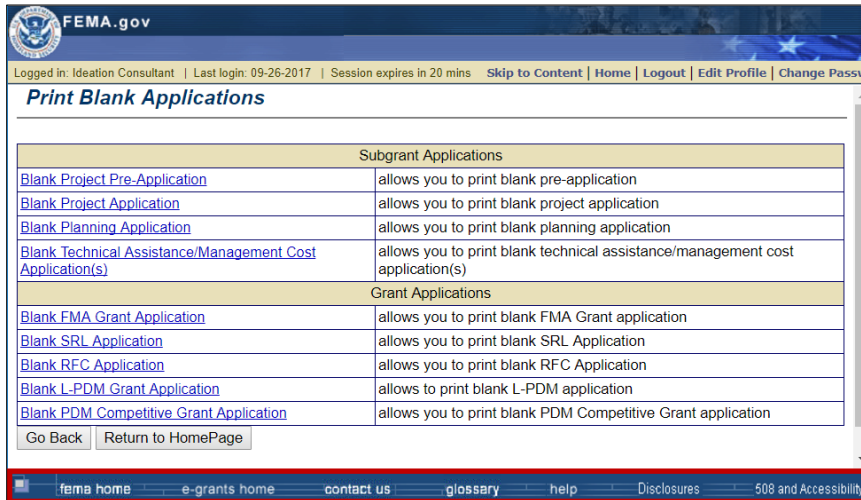 FEMA.gov
Logged in: Ideation Consultant | Last login: 09-26-2017 | Session expires in 20 mins Skip to Content | Home | Logout | Edit Profile | Change Passw
Print Blank Applications
Subgrant Applications
Blank Project Pre-Application allows you to print blank pre-application
Blank Project Application allows you to print blank project application
Blank Planning Application allows you to print blank planning application
Blank Technical Assistance/Management Cost allows you to print blank technical assistance/management cost
Application(s) application(s)
Grant Applications
Blank FMA Grant Application allows you to print blank FMA Grant application
Blank SRL Application allows you to print blank SRL Application
Blank RFC Application allows you to print blank RFC Application
Blank L-PDM Grant Application allows to print blank L-PDM application
Blank PDM Competitive Grant Application allows you to print blank PDM Competitive Grant application
Go Back Return to HomePage
fema home e-grants home contact us glossary help Disclosures 508 and Accessibility